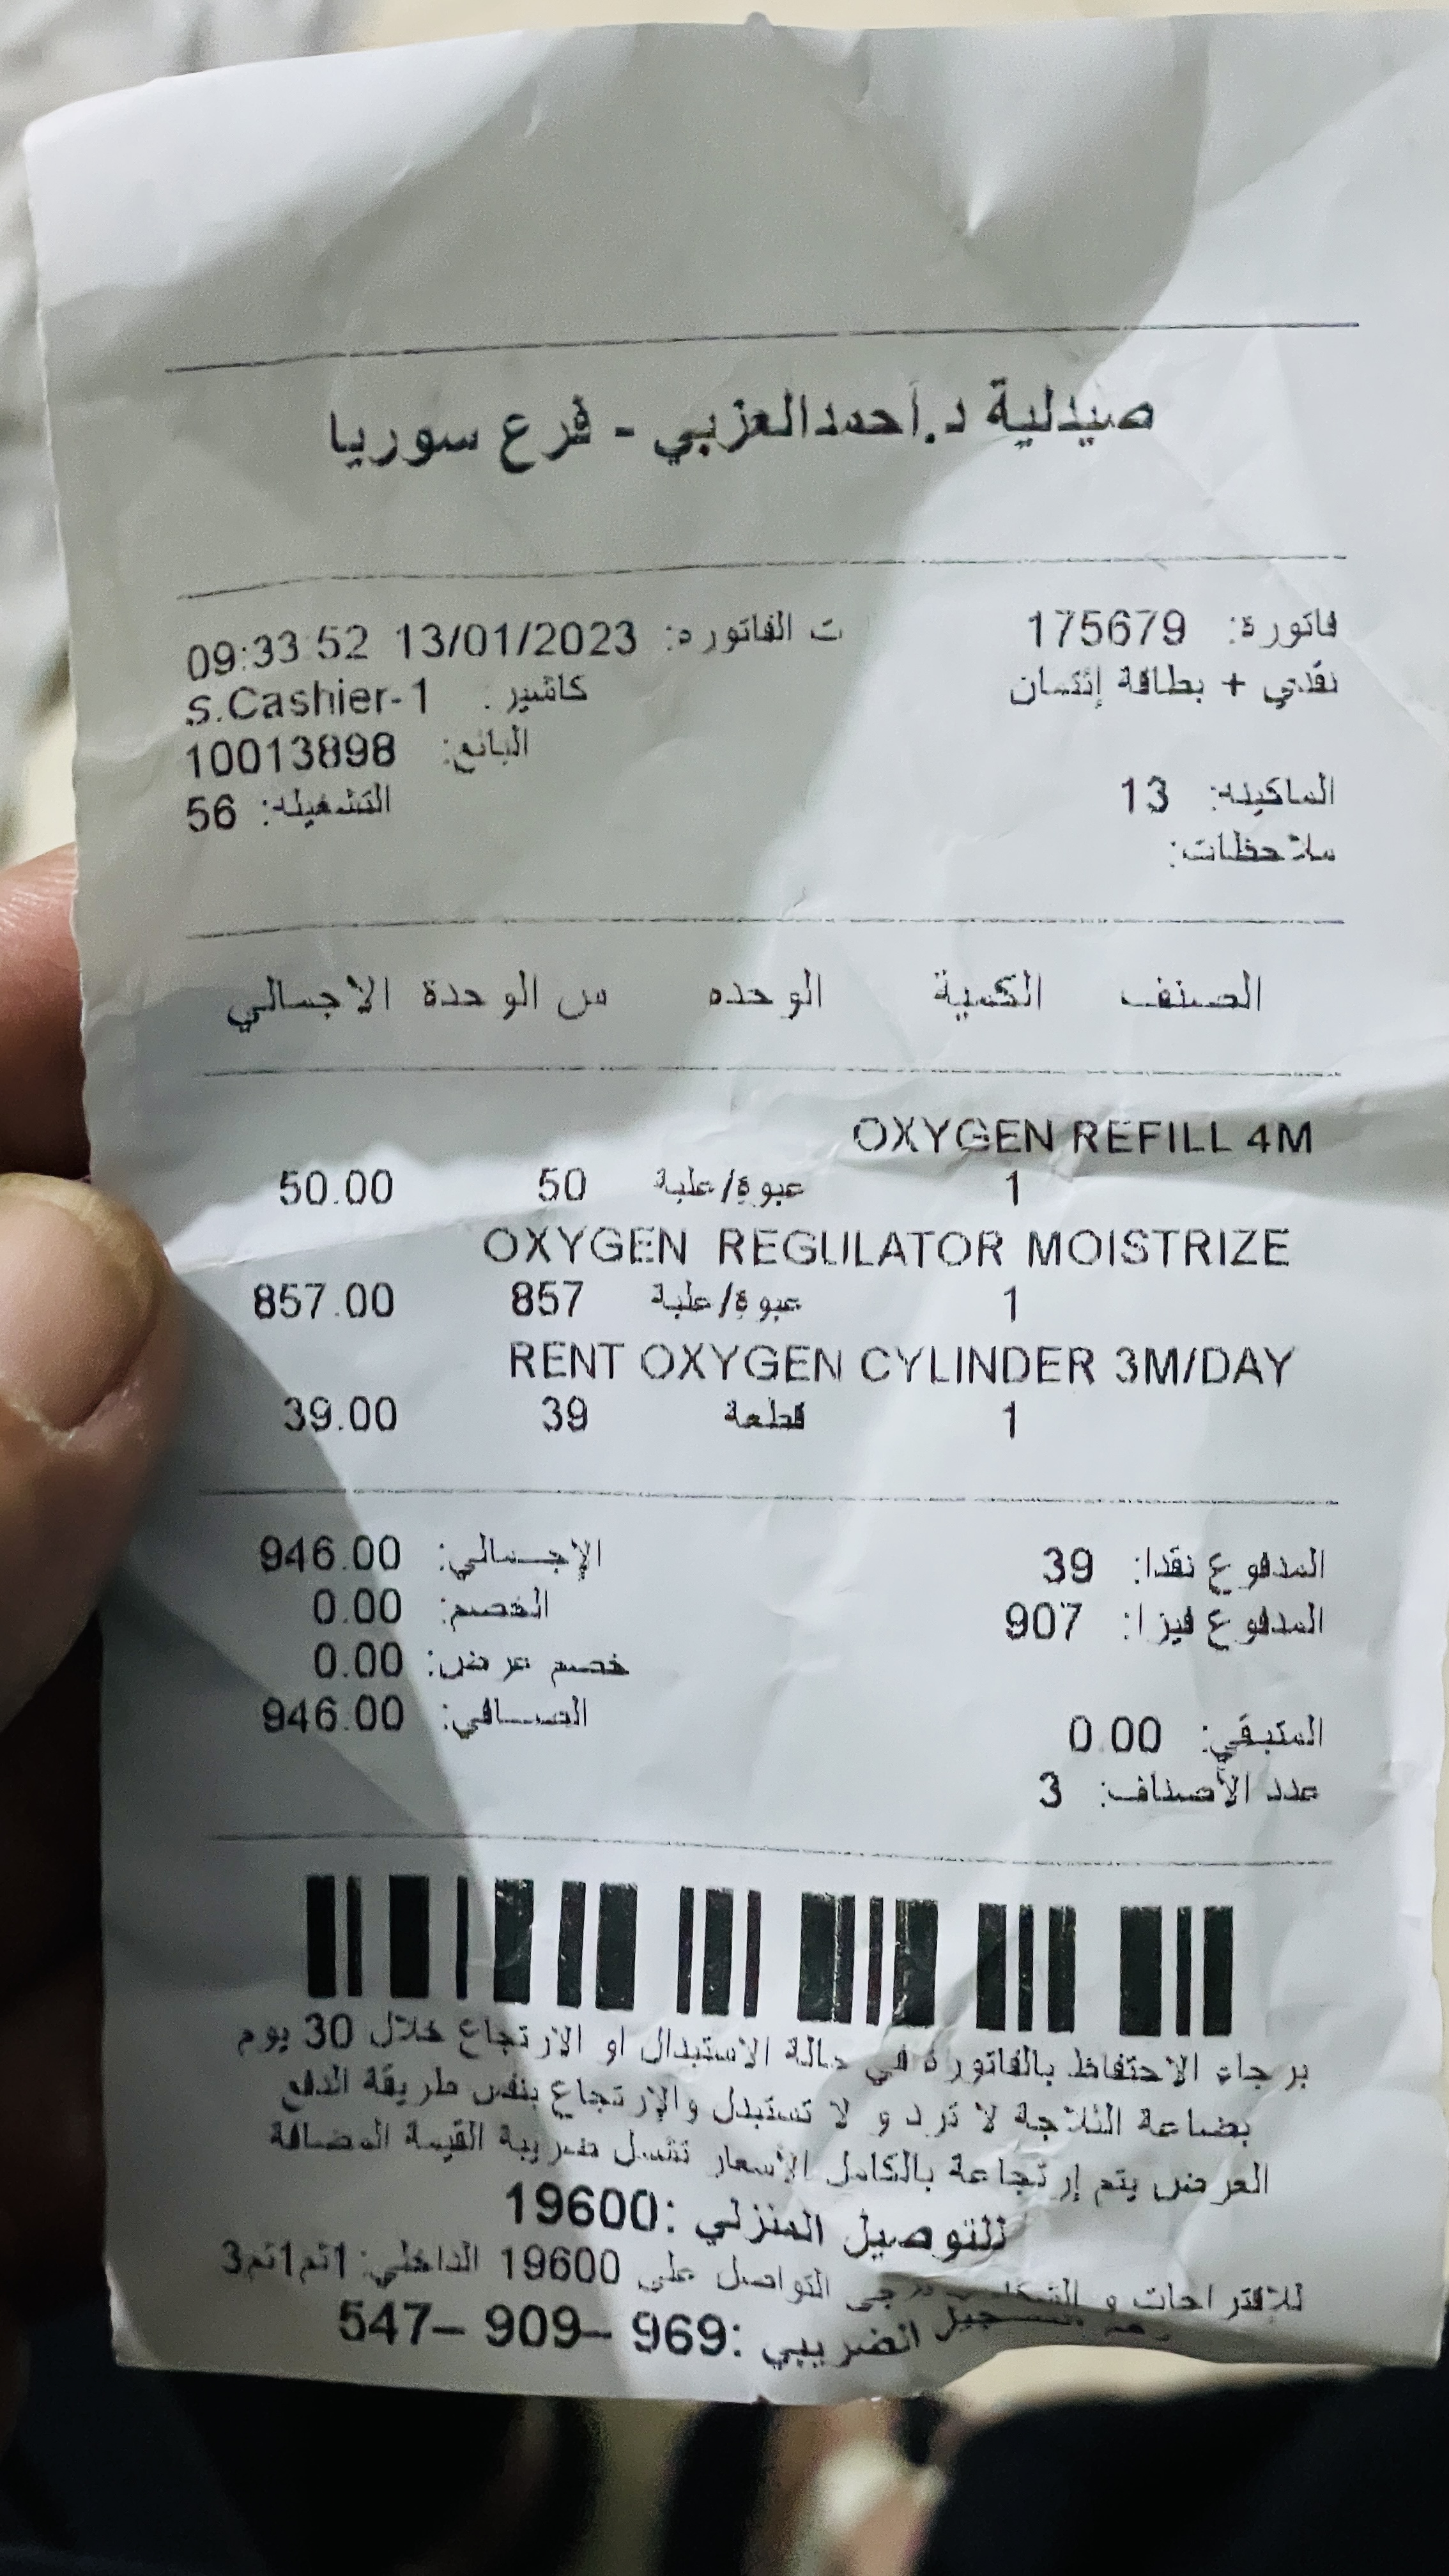 صيدلية د.أحمد العزبي - فرع سوريا
فاتورة: 175679 ت الفاتوره: 13/01/2023 09:33:52
نقدي + بطاقة إئتمان كاشير: S.Cashier-1
البائع: 10013898
الماكينه: 13 التشغيله: 56
ملاحظات:
الصنف الكمية الوحده س الوحدة الاجمالي
OXYGEN REFILL 4M
1 عبوة/علبة 50 50.00
OXYGEN REGULATOR MOISTRIZE
1 عبوة/علبة 857 857.00
RENT OXYGEN CYLINDER 3M/DAY
1 قطعة 39 39.00
المدفوع نقدا: 39 الإجمالي: 946.00
المدفوع فيزا: 907 الخصم: 0.00
خصم عرض: 0.00
المتبقي: 0.00 الصافي: 946.00
عدد الأصناف: 3
برجاء الاحتفاظ بالفاتورة في حالة الاستبدال او الارتجاع خلال 30 يوم
بضاعة الثلاجة لا ترد و لا تستبدل والإرتجاع بنفس طريقة الدفع
العرض يتم إرتجاعة بالكامل الأسعار تشمل ضريبة القيمة المضافة
للتوصيل المنزلي :19600
للاقتراحات و يرجى التواصل على 19600 الداخلي: 1ثم1ثم3
التسجيل الضريبي :969 –909 –547